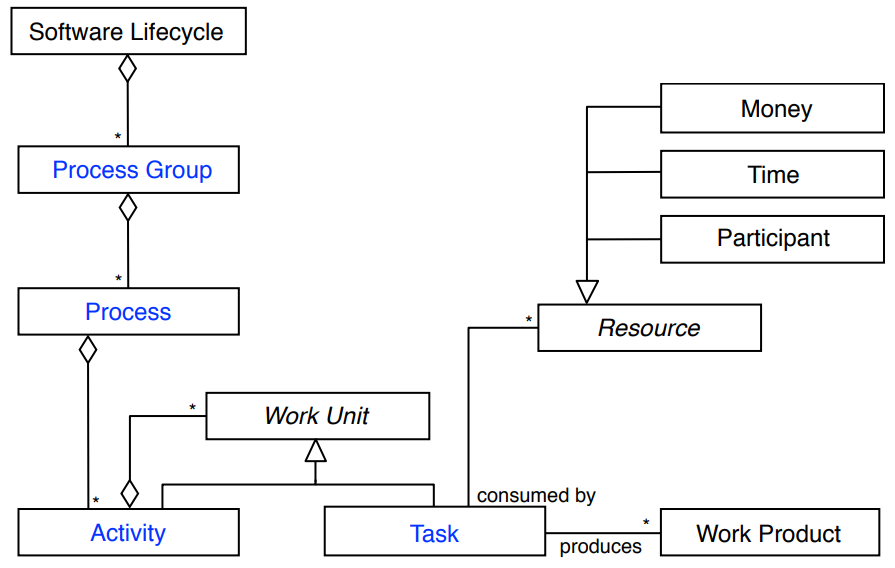 Software Lifecycle
*
Process Group
*
Process
*
Activity
*
Work Unit
Task
consumed by
*
Resource
Money
Time
Participant
produces
*
Work Product